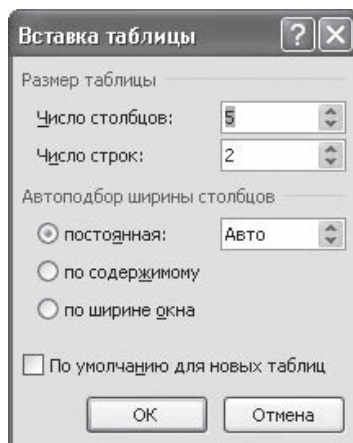 Вставка таблицы
Размер таблицы
Число столбцов: 5
Число строк: 2
Автоподбор ширины столбцов
постоянная: Авто
по содержимому
по ширине окна
По умолчанию для новых таблиц
ОК Отмена